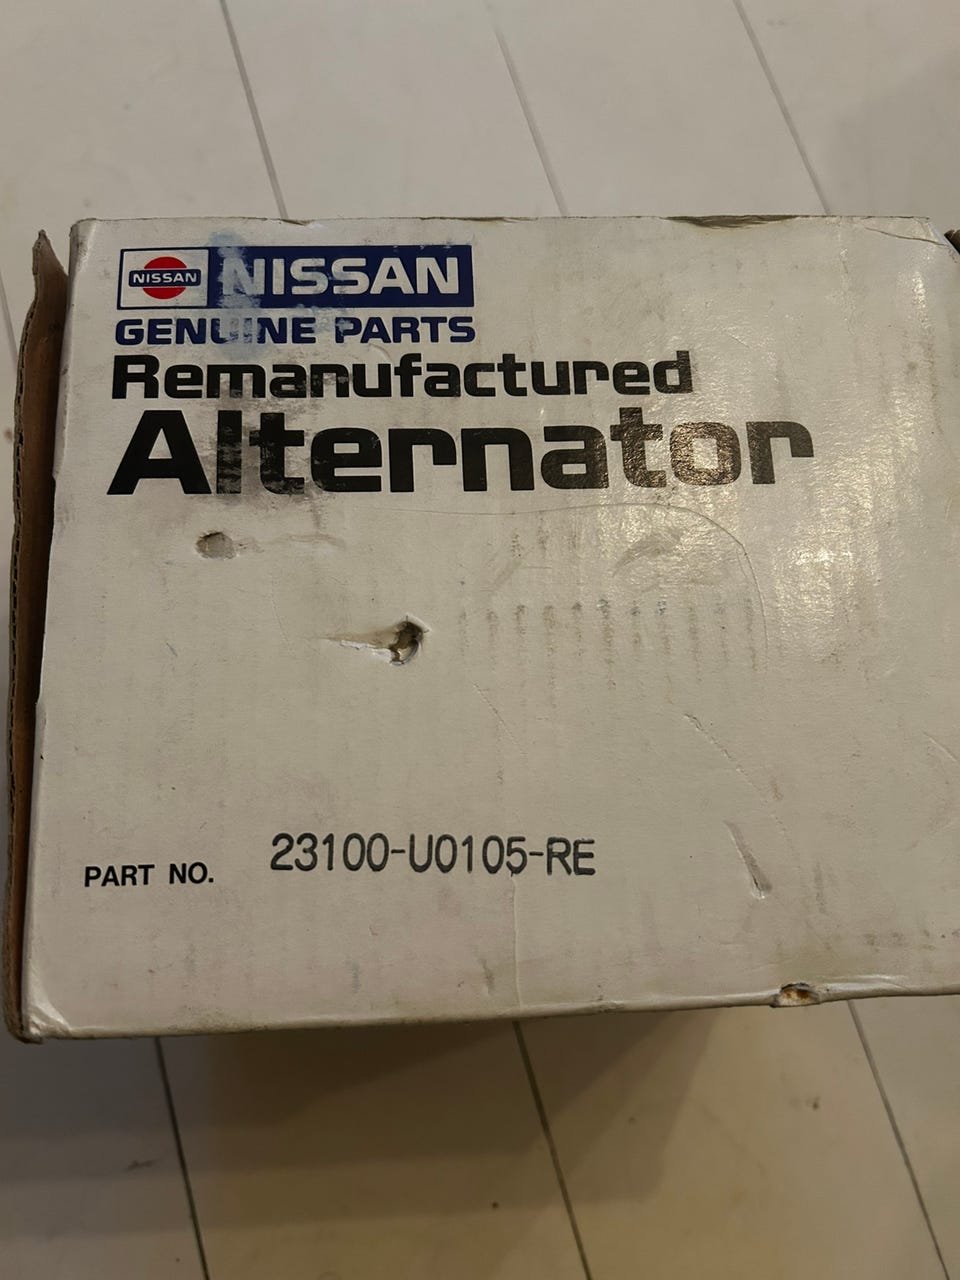 NISSAN NISSAN
GENUINE PARTS
Remanufactured
Alternator
PART NO. 23100-U0105-RE